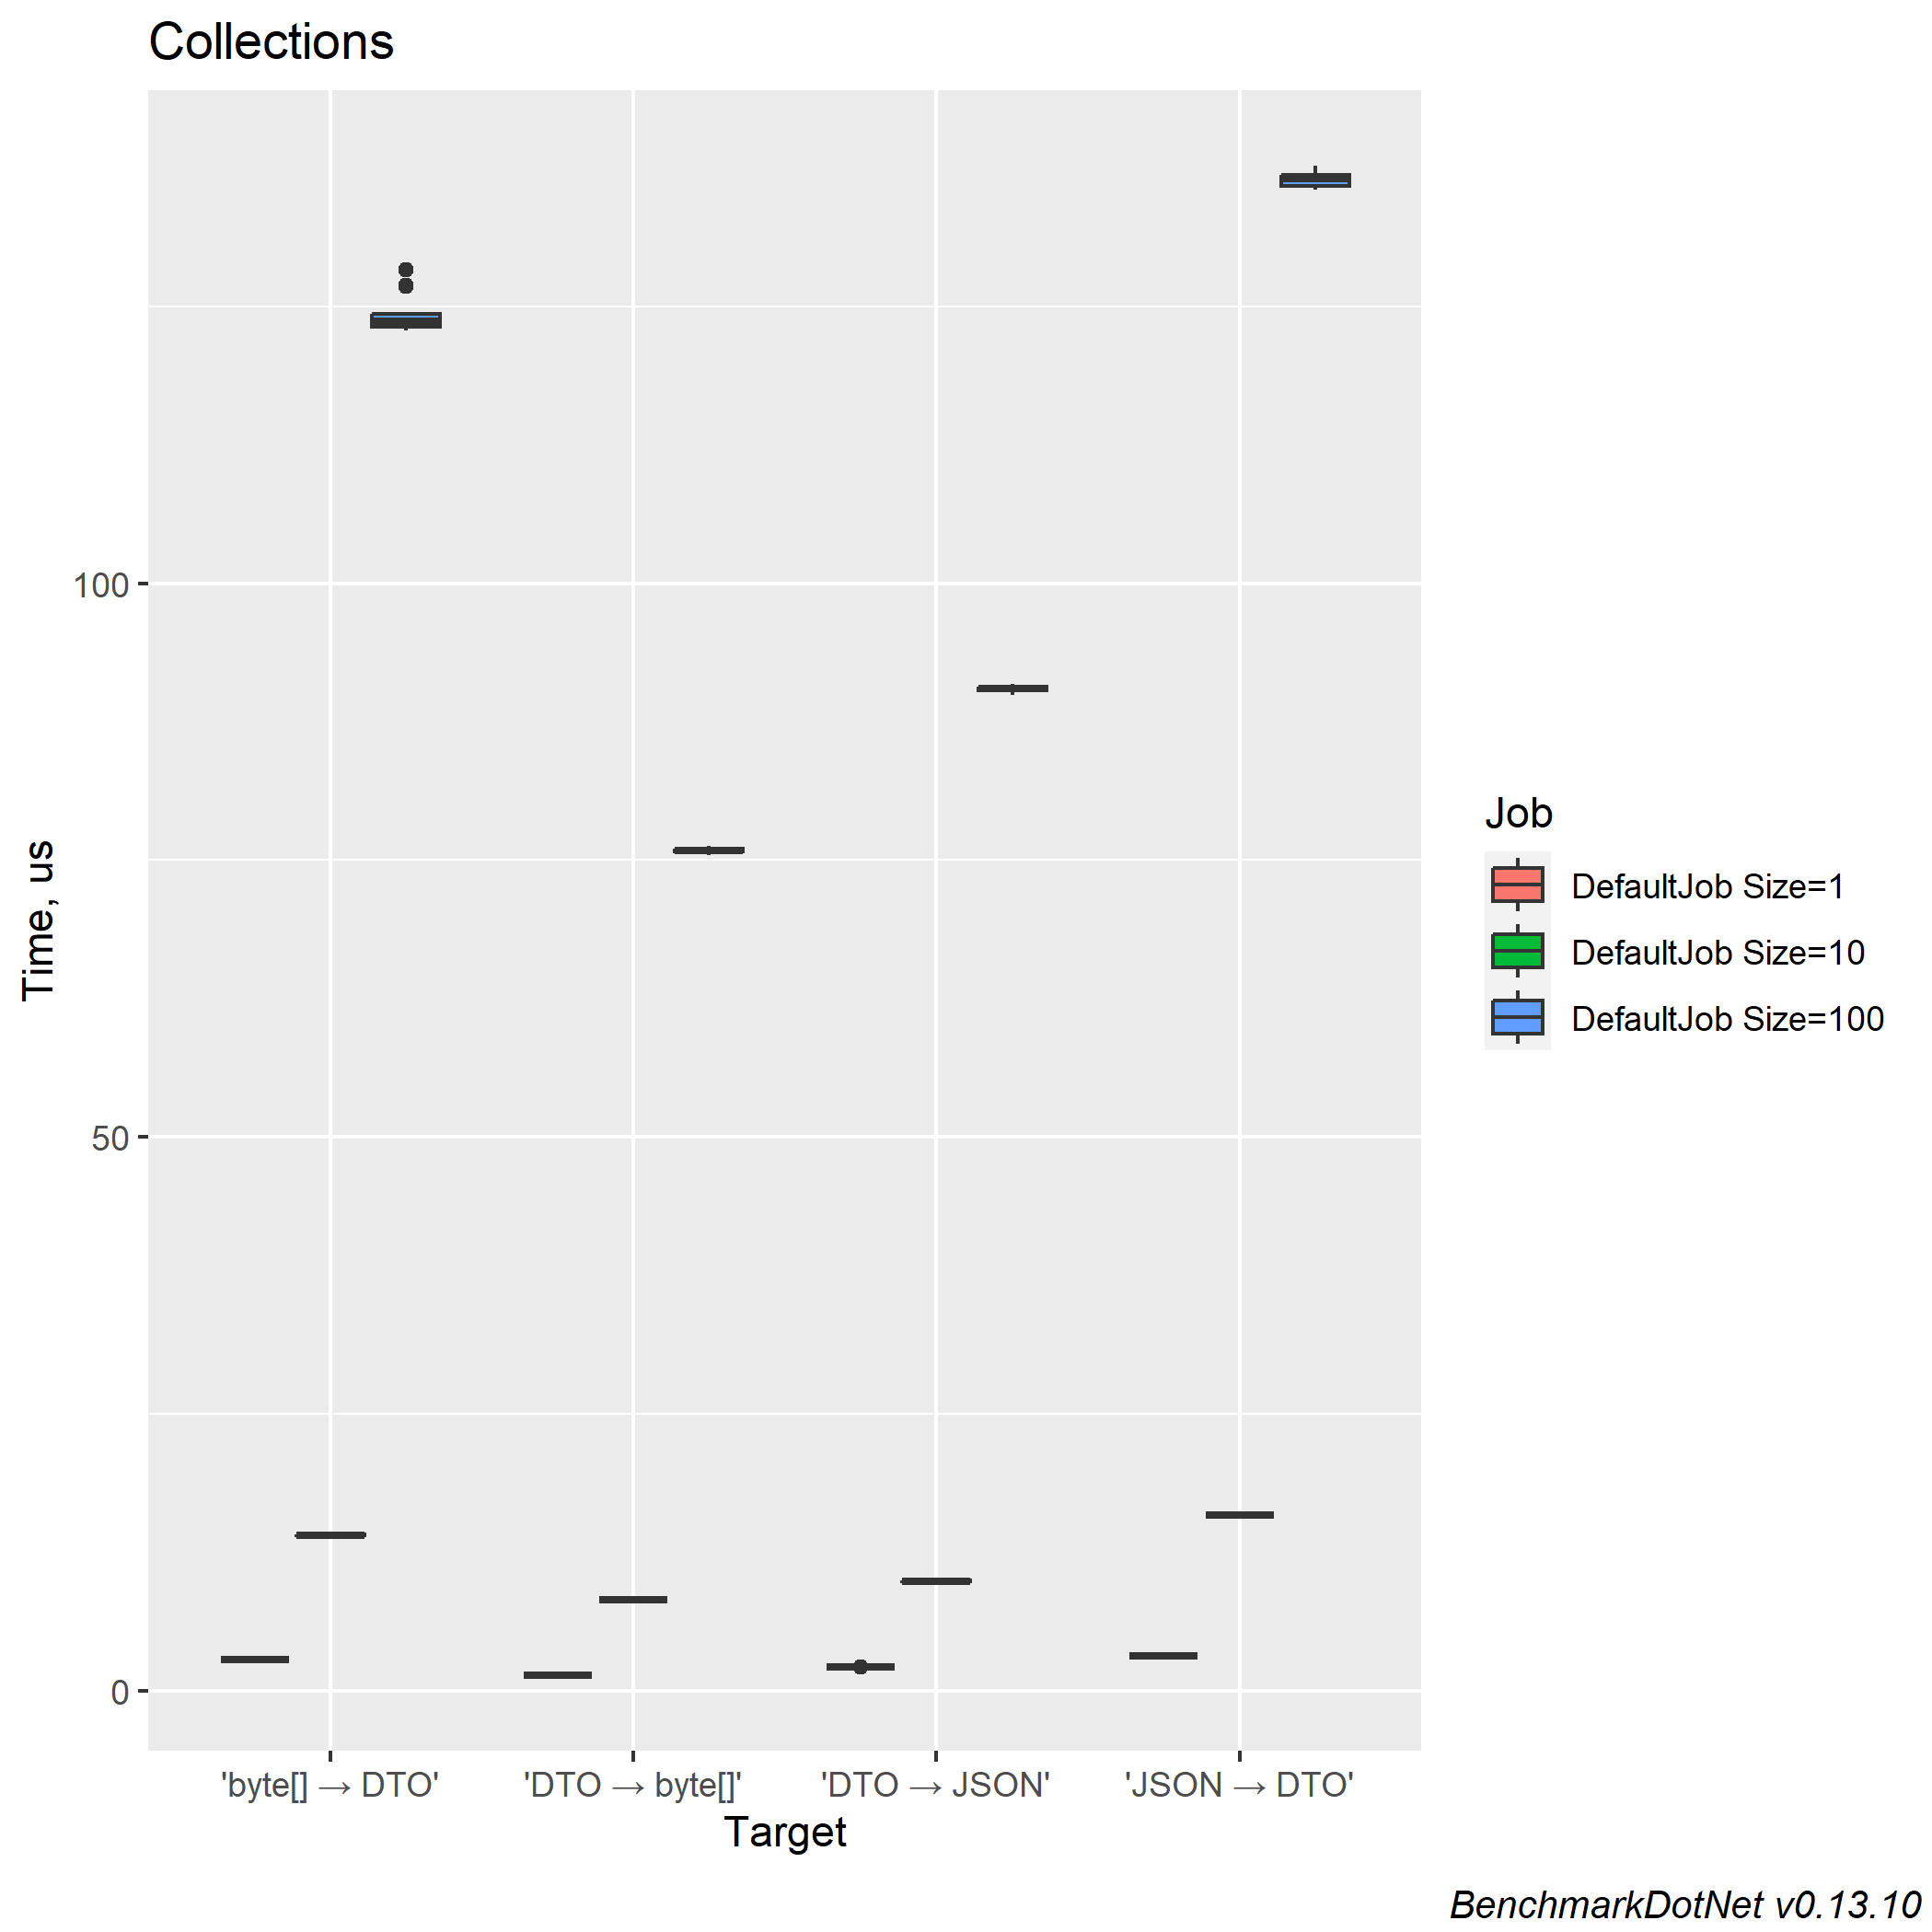 Collections
Time, us
100
50
0
'byte[] → DTO'
'DTO → byte[]'
'DTO → JSON'
'JSON → DTO'
Target
Job
DefaultJob Size=1
DefaultJob Size=10
DefaultJob Size=100
BenchmarkDotNet v0.13.10